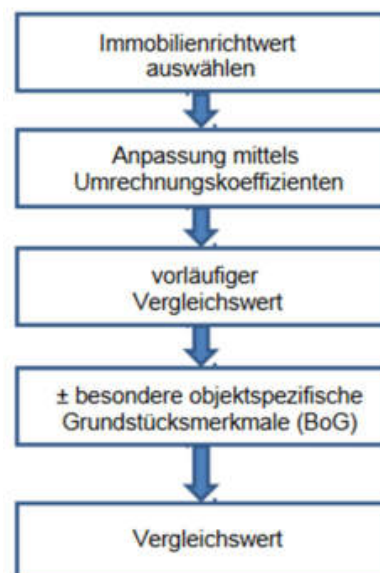 Immobilienrichtwert
auswählen
Anpassung mittels
Umrechnungskoeffizienten
vorläufiger
Vergleichswert
± besondere objektspezifische
Grundstücksmerkmale (BoG)
Vergleichswert